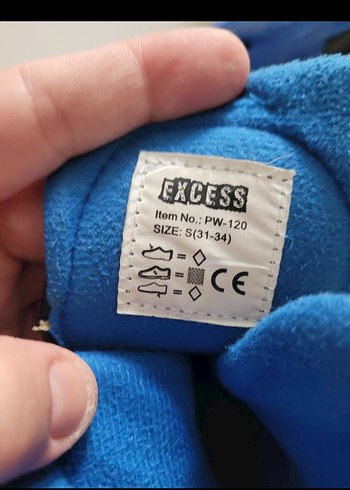 EXCESS
Item No.: PW-120
SIZE: S(31-34)
=
=
=
CE